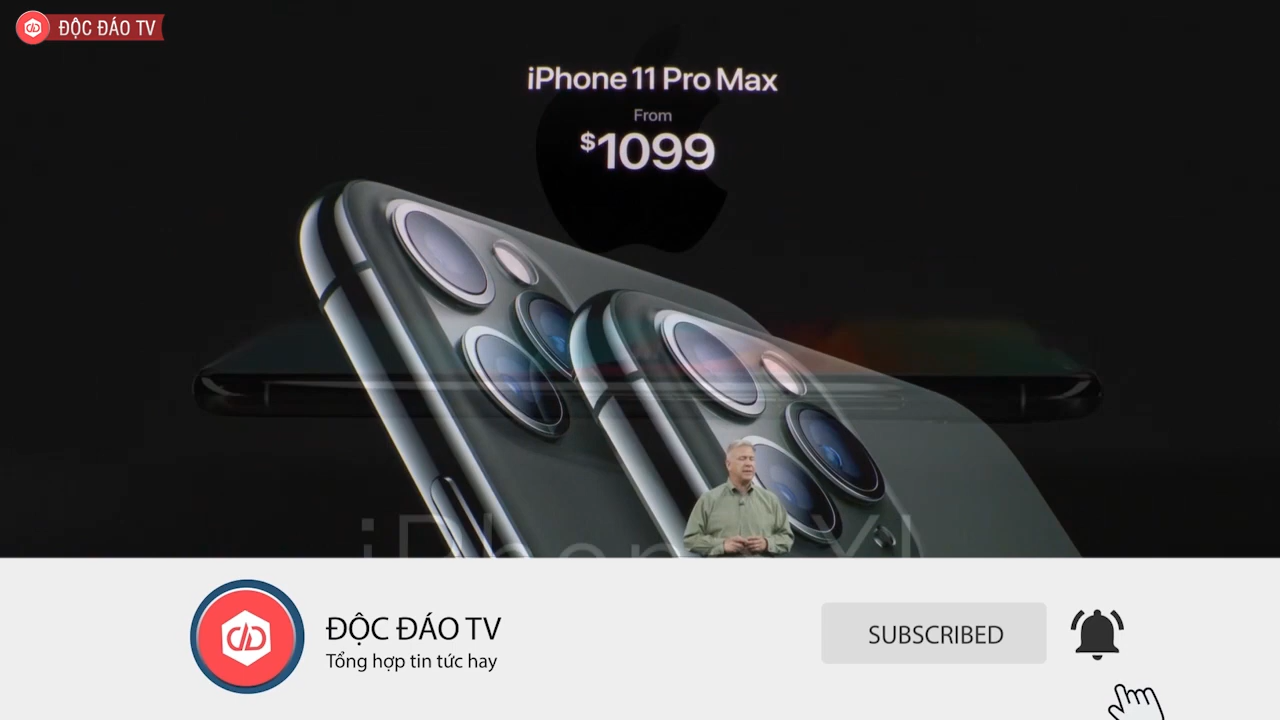 ĐỘC ĐÁO TV
iPhone 11 Pro Max
From
$1099
ĐỘC ĐÁO TV
Tổng hợp tin tức hay
SUBSCRIBED